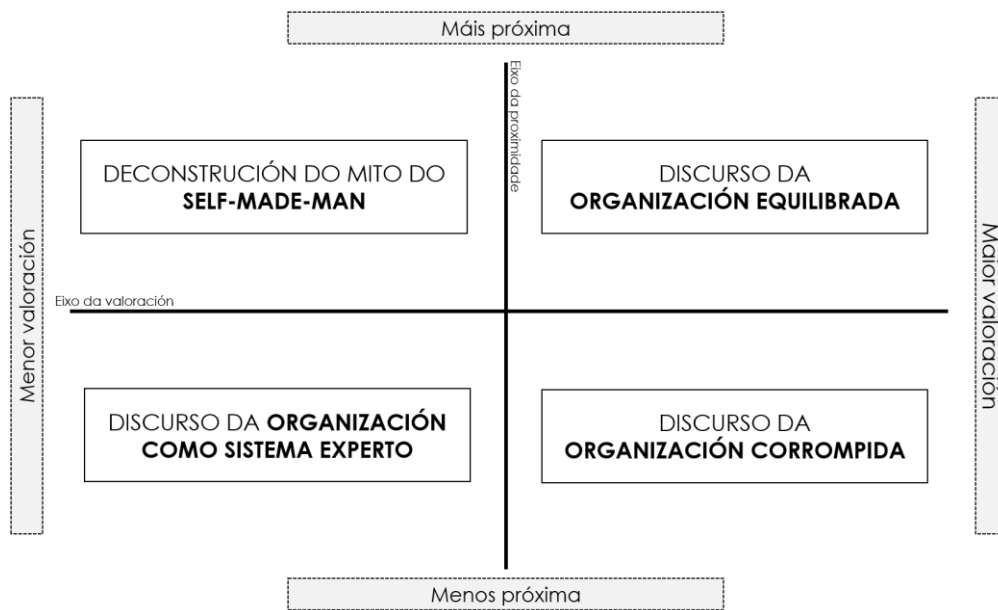 Máis próxima
Eixo da proximidade
DECONSTRUCIÓN DO MITO DO
SELF-MADE-MAN
DISCURSO DA
ORGANIZACIÓN EQUILIBRADA
Menor valoración
Maior valoración
Eixo da valoración
DISCURSO DA ORGANIZACIÓN
COMO SISTEMA EXPERTO
DISCURSO DA
ORGANIZACIÓN CORROMPIDA
Menos próxima